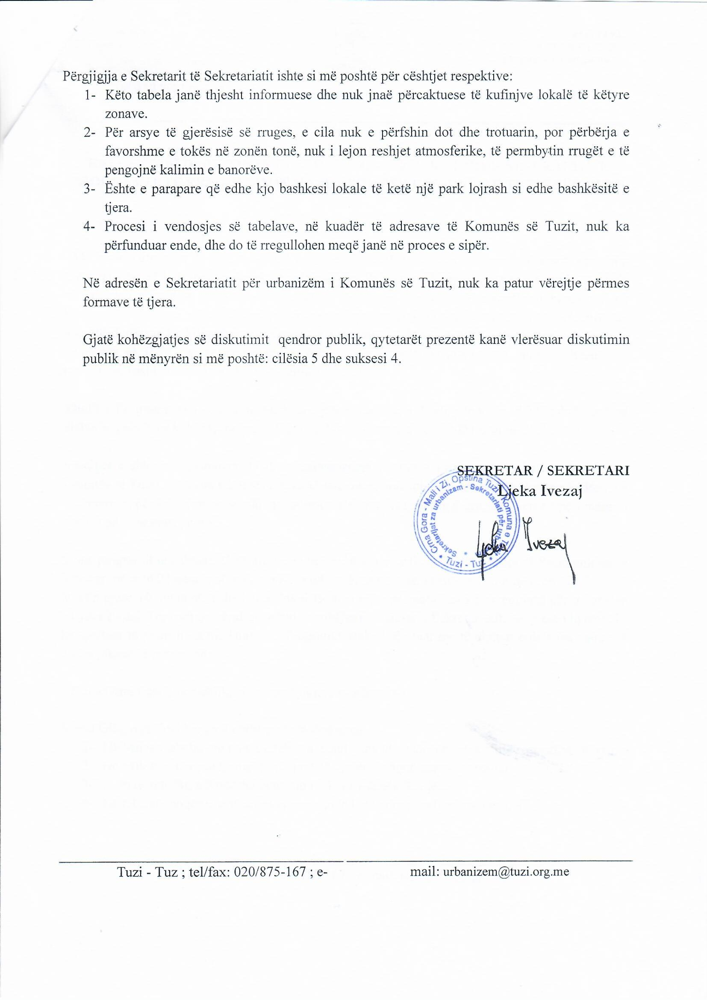 Përgjigjja e Sekretarit të Sekretariatit ishte si më poshtë për cështjet respektive:
1- Këto tabela janë thjesht informuese dhe nuk jnaë përcaktuese të kufinjve lokalë të këtyre
zonave.
2- Për arsye të gjerësisë së rruges, e cila nuk e përfshin dot dhe trotuarin, por përbërja e
favorshme e tokës në zonën tonë, nuk i lejon reshjet atmosferike, të permbytin rrugët e të
pengojnë kalimin e banorëve.
3- Ështe e parapare që edhe kjo bashkesi lokale të ketë një park lojrash si edhe bashkësitë e
tjera.
4- Procesi i vendosjes së tabelave, në kuadër të adresave të Komunës së Tuzit, nuk ka
përfunduar ende, dhe do të rregullohen meqë janë në proces e sipër.
Në adresën e Sekretariatit për urbanizëm i Komunës së Tuzit, nuk ka patur vërejtje përmes
formave të tjera.
Gjatë kohëzgjatjes së diskutimit qendror publik, qytetarët prezentë kanë vlerësuar diskutimin
publik në mënyrën si më poshtë: cilësia 5 dhe suksesi 4.
SEKRETAR / SEKRETARI
Ljeka Ivezaj
Crna Gora - Mali i Zi, Opština Tuzi - Komuna e Tuzit
Sekretarijat za urbanizam - Sekretariati për
Tuzi - Tuz
Ljeka Ivezaj
Tuzi - Tuz ; tel/fax: 020/875-167 ; e- mail: urbanizem@tuzi.org.me